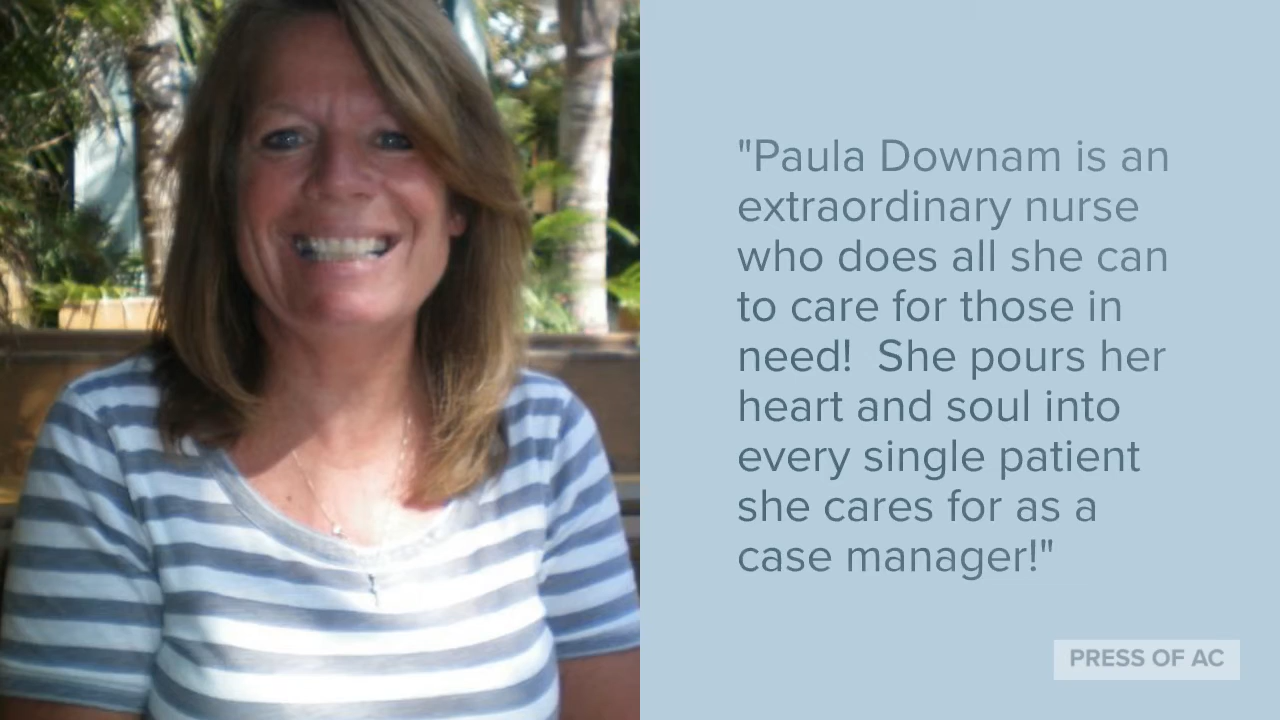 "Paula Downam is an
extraordinary nurse
who does all she can
to care for those in
need!  She pours her
heart and soul into
every single patient
she cares for as a
case manager!"
PRESS OF AC